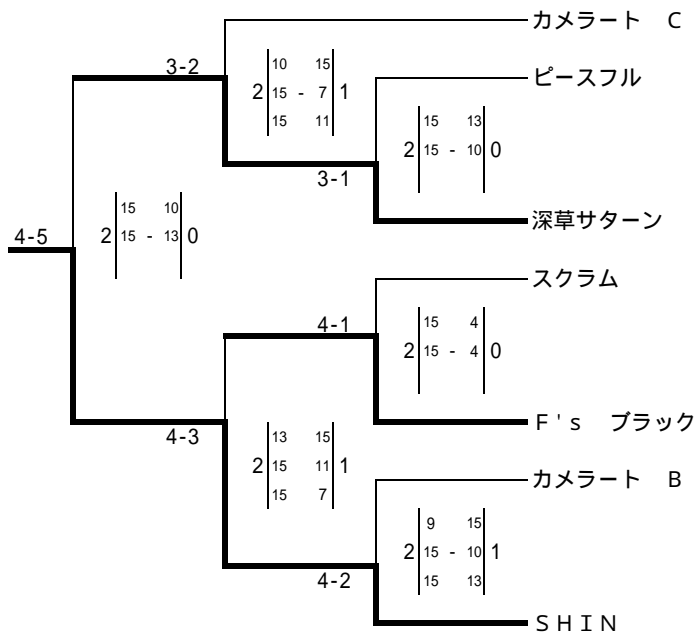 カメラート　C
3-2
10 15
2 15 - 7 1
15 11
ピースフル
15 13
2 15 - 10 0
3-1
深草サターン
15 10
2 15 - 13 0
4-5
スクラム
4-1
15 4
2 15 - 4 0
F's　ブラック
4-3
13 15
2 15 11 1
15 7
カメラート　B
9 15
2 15 - 10 1
15 13
4-2
SHIN